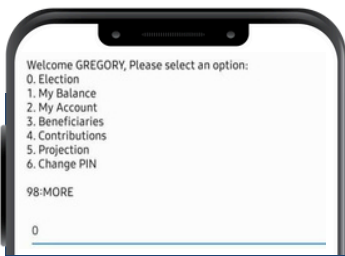 Welcome GREGORY, Please select an option:
0. Election
1. My Balance
2. My Account
3. Beneficiaries
4. Contributions
5. Projection
6. Change PIN
98:MORE
0